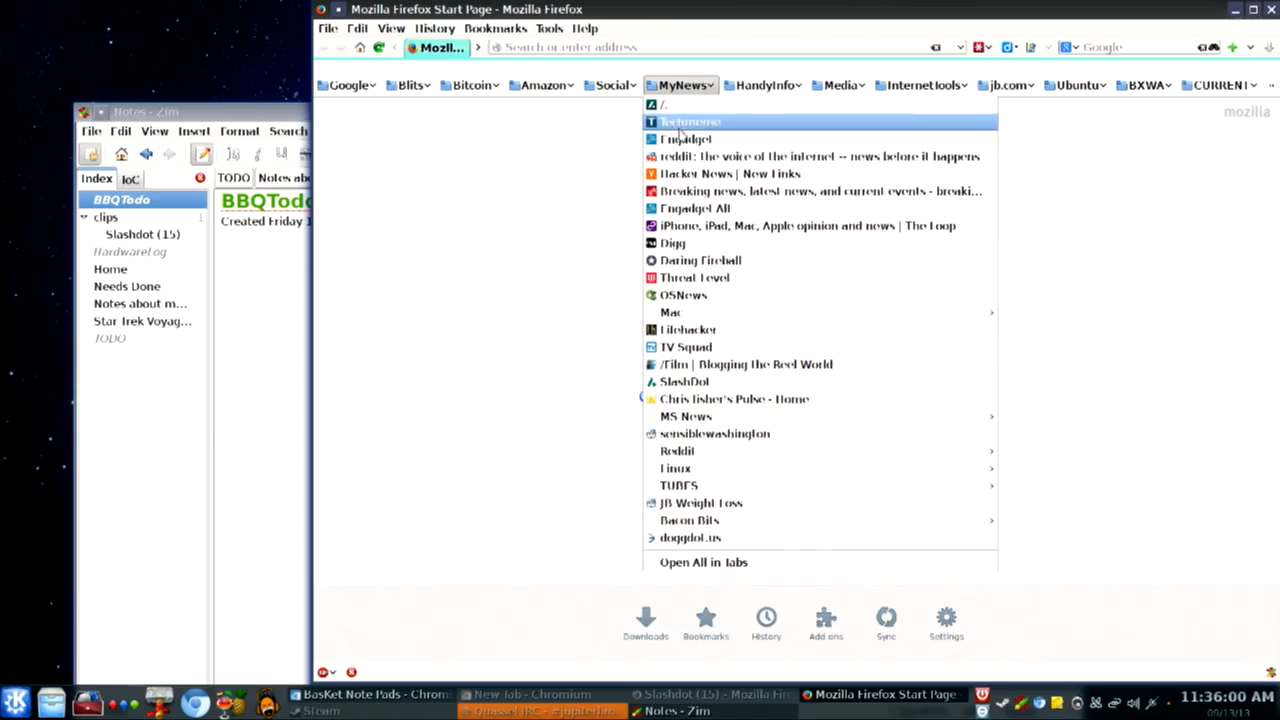 Mozilla Firefox Start Page - Mozilla Firefox
File Edit View History Bookmarks Tools Help
Mozil... Search or enter address Google
Google Blits Bitcoin Amazon Social MyNews HandyInfo Media InternetTools jb.com Ubuntu BXWA CURRENT
mozilla
/.
Techmeme
Engadget
reddit: the voice of the internet -- news before it happens
Hacker News | New Links
Breaking news, latest news, and current events - breaki...
Engadget All
iPhone, iPad, Mac, Apple opinion and news | The Loop
Digg
Daring Fireball
Threat Level
OSNews
Mac
Lifehacker
TV Squad
/Film | Blogging the Reel World
SlashDot
Chris fisher's Pulse - Home
MS News
sensiblewashington
Reddit
Linux
TUBES
JB Weight Loss
Bacon Bits
doggdot.us
Open All in Tabs
Downloads Bookmarks History Add ons Sync Settings
Notes - Zim
File Edit View Insert Format Search
Index ToC TODO Notes abo
BBQTodo
clips 1
Slashdot (15)
HardwareLog
Home
Needs Done
Notes about m...
Star Trek Voyag...
TODO
BBQTodo
Created Friday 1
BasKet Note Pads - Chrom New Tab - Chromium Slashdot (15) - Mozilla Fire Mozilla Firefox Start Page
Steam Quassel IRC - #jupiterbro Notes - Zim
11:36:00 AM
09/13/13